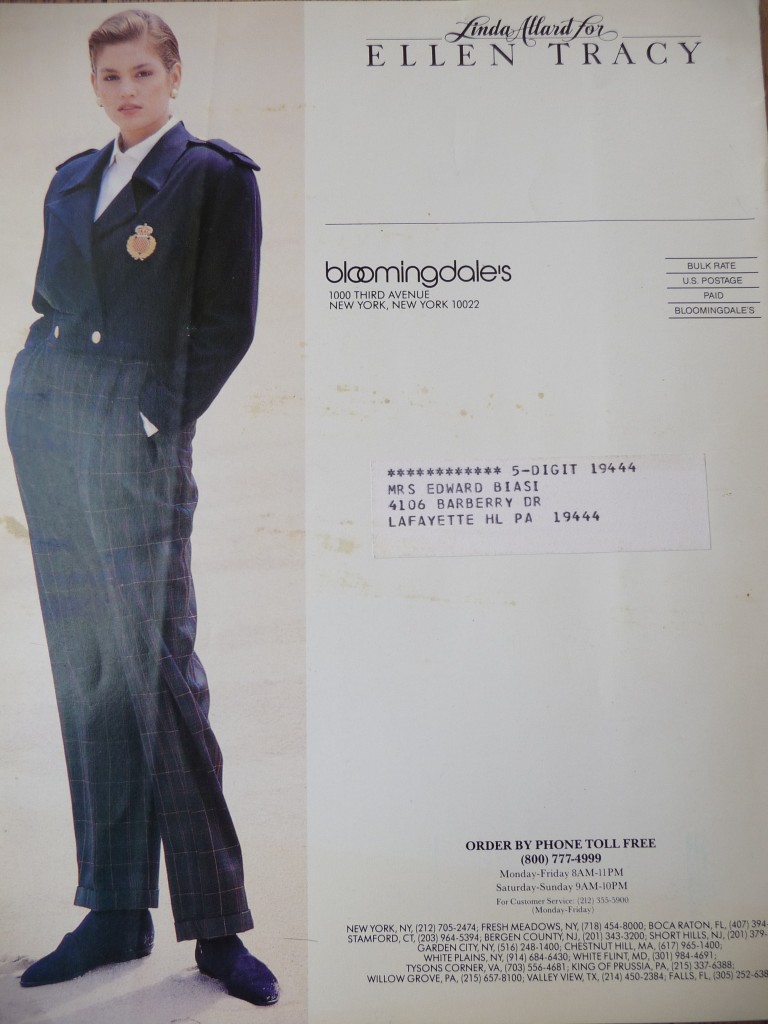 Linda Allard for
ELLEN TRACY
bloomingdale's
1000 THIRD AVENUE
NEW YORK, NEW YORK 10022
BULK RATE
U.S. POSTAGE
PAID
BLOOMINGDALE'S
************ 5-DIGIT 19444
MRS EDWARD BIASI
4106 BARBERRY DR
LAFAYETTE HL PA 19444
ORDER BY PHONE TOLL FREE
(800) 777-4999
Monday-Friday 8AM-11PM
Saturday-Sunday 9AM-10PM
For Customer Service: (212) 355-5900
(Monday-Friday)
NEW YORK, NY, (212) 705-2474; FRESH MEADOWS, NY, (718) 454-8000; BOCA RATON, FL, (407) 394-
STAMFORD, CT, (203) 964-5394; BERGEN COUNTY, NJ, (201) 343-3200; SHORT HILLS, NJ, (201) 379-
GARDEN CITY, NY, (516) 248-1400; CHESTNUT HILL, MA, (617) 965-1400;
WHITE PLAINS, NY, (914) 684-6430; WHITE FLINT, MD, (301) 984-4691;
TYSONS CORNER, VA, (703) 556-4681; KING OF PRUSSIA, PA, (215) 337-6388;
WILLOW GROVE, PA, (215) 657-8100; VALLEY VIEW, TX, (214) 450-2384; FALLS, FL, (305) 252-638